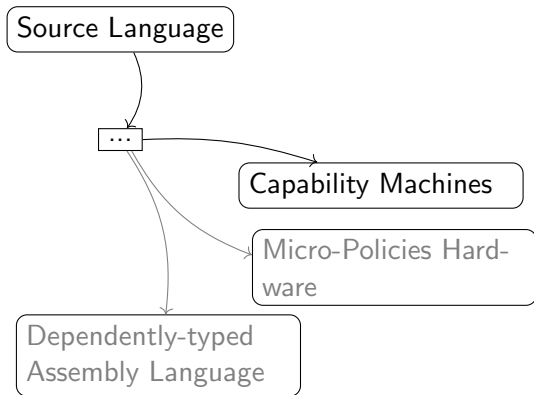 Source Language
...
Capability Machines
Micro-Policies Hard-
ware
Dependently-typed
Assembly Language